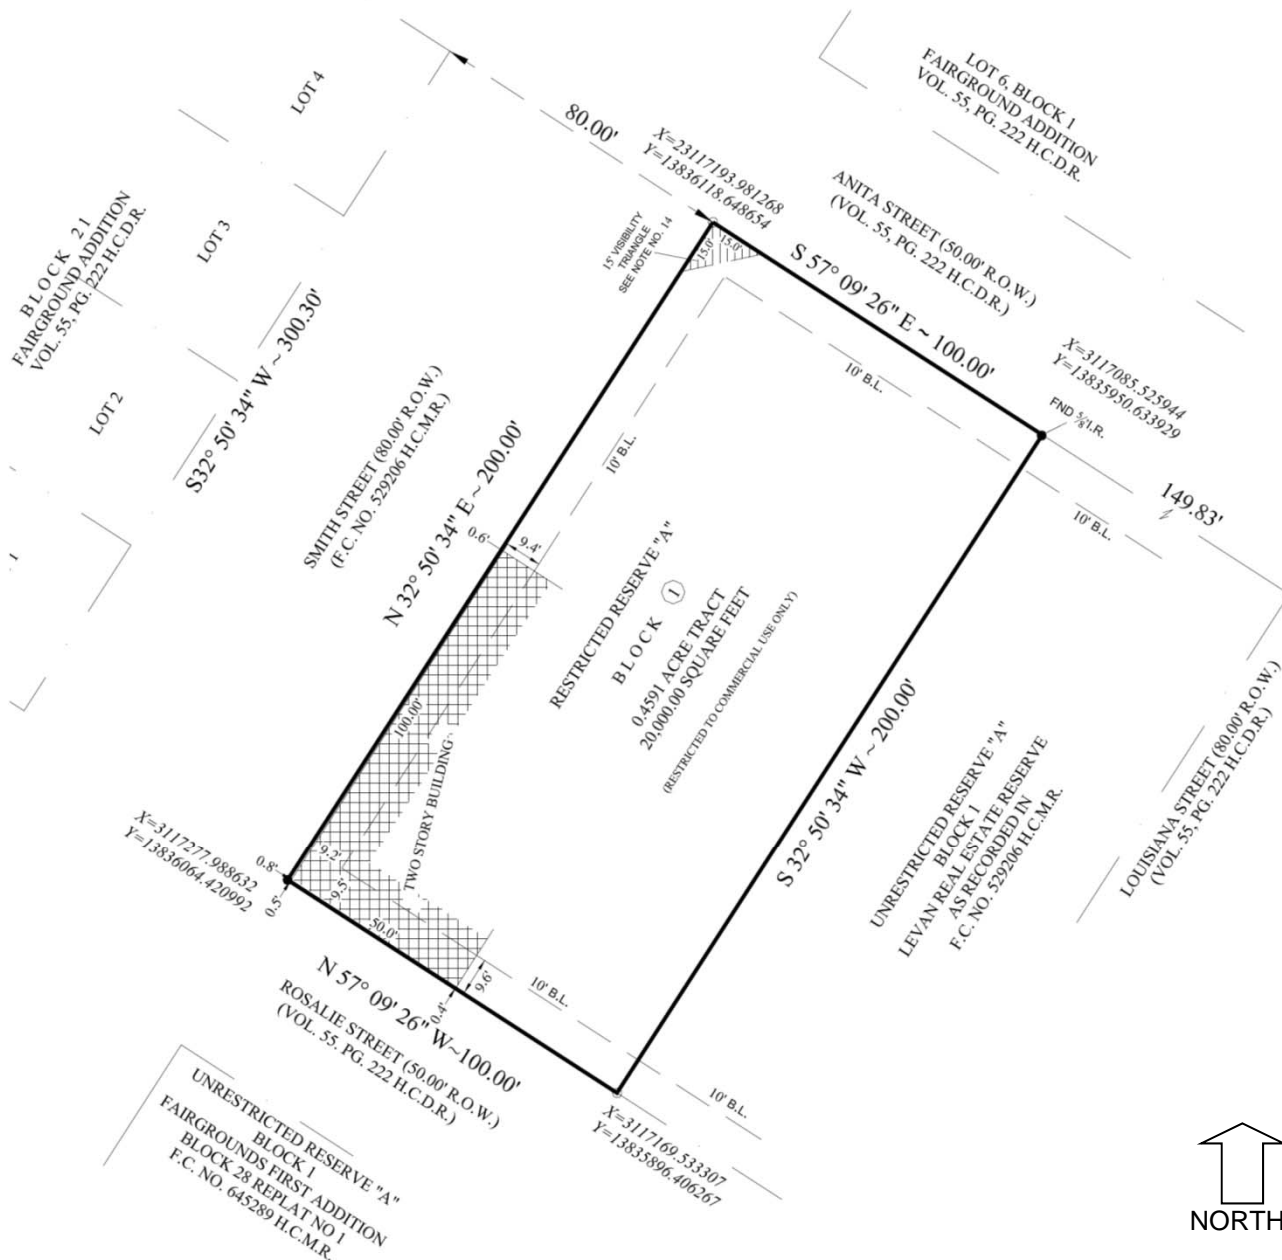 LOT 4
80.00'
LOT 6, BLOCK 1
FAIRGROUND ADDITION
VOL. 55, PG. 222 H.C.D.R.
X=23117193.981268
Y=13836118.648654
ANITA STREET (50.00' R.O.W.)
(VOL. 55, PG. 222 H.C.D.R.)
BLOCK 21
FAIRGROUND ADDITION
VOL. 55, PG. 222 H.C.D.R.
LOT 3
15' VISIBILITY
TRIANGLE
SEE NOTE NO. 14
15.0'
15.0'
S 57° 09' 26" E ~ 100.00'
X=3117085.525944
Y=13835950.633929
FND 5/8" I.R.
10' B.L.
LOT 2
S32° 50' 34" W ~ 300.30'
SMITH STREET (80.00' R.O.W.)
(F.C. NO. 529206 H.C.M.R.)
N 32° 50' 34" E ~ 200.00'
10' B.L.
149.83'
10' B.L.
1
0.6'
9.4'
RESTRICTED RESERVE "A"
BLOCK 1
0.4591 ACRE TRACT
20,000.00 SQUARE FEET
(RESTRICTED TO COMMERCIAL USE ONLY)
100.00'
TWO STORY BUILDING
S 32° 50' 34" W ~ 200.00'
UNRESTRICTED RESERVE "A"
BLOCK 1
LEVAN REAL ESTATE RESERVE
AS RECORDED IN
F.C. NO. 529206 H.C.M.R.
LOUISIANA STREET (80.00' R.O.W.)
(VOL. 55, PG. 222 H.C.D.R.)
X=3117277.988632
Y=13836064.420992
0.8'
0.5'
9.2'
9.5'
50.0'
0.4'
9.6'
10' B.L.
N 57° 09' 26" W~100.00'
ROSALIE STREET (50.00' R.O.W.)
(VOL. 55. PG. 222 H.C.D.R.)
10' B.L.
X=3117169.533307
Y=13835896.406267
UNRESTRICTED RESERVE "A"
BLOCK 1
FAIRGROUNDS FIRST ADDITION
BLOCK 28 REPLAT NO 1
F.C. NO. 645289 H.C.M.R.
NORTH